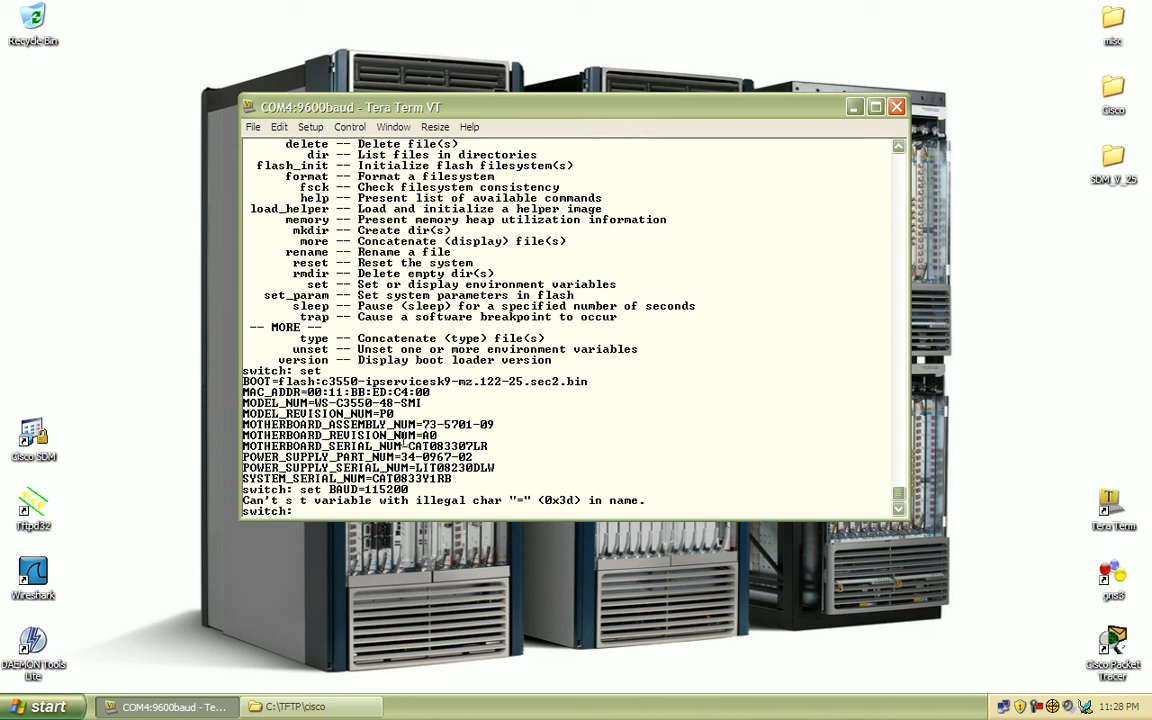 Recycle Bin
misc
Cisco
SDM_V_25
COM4:9600baud - Tera Term VT
File Edit Setup Control Window Resize Help
delete -- Delete file(s)
dir -- List files in directories
flash_init -- Initialize flash filesystem(s)
format -- Format a filesystem
fsck -- Check filesystem consistency
help -- Present list of available commands
load_helper -- Load and initialize a helper image
memory -- Present memory heap utilization information
mkdir -- Create dir(s)
more -- Concatenate (display) file(s)
rename -- Rename a file
reset -- Reset the system
rmdir -- Delete empty dir(s)
set -- Set or display environment variables
set_param -- Set system parameters in flash
sleep -- Pause (sleep) for a specified number of seconds
trap -- Cause a software breakpoint to occur
-- MORE --
type -- Concatenate (type) file(s)
unset -- Unset one or more environment variables
version -- Display boot loader version
switch: set
BOOT=flash:c3550-ipservicesk9-mz.122-25.sec2.bin
MAC_ADDR=00:11:BB:ED:C4:00
MODEL_NUM=WS-C3550-48-SMI
MODEL_REVISION_NUM=P0
MOTHERBOARD_ASSEMBLY_NUM=73-5701-09
MOTHERBOARD_REVISION_NUM=A0
MOTHERBOARD_SERIAL_NUM=CAT083307LR
POWER_SUPPLY_PART_NUM=34-0967-02
POWER_SUPPLY_SERIAL_NUM=LIT08230DLW
SYSTEM_SERIAL_NUM=CAT0833Y1RB
switch: set BAUD=115200
Can't s t variable with illegal char "=" (0x3d) in name.
switch:
Cisco SDM
Tftpd32
Wireshark
DAEMON Tools
Lite
Tera Term
gns3
Cisco Packet
Tracer
start
COM4:9600baud - Te...
C:\TFTP\cisco
11:28 PM